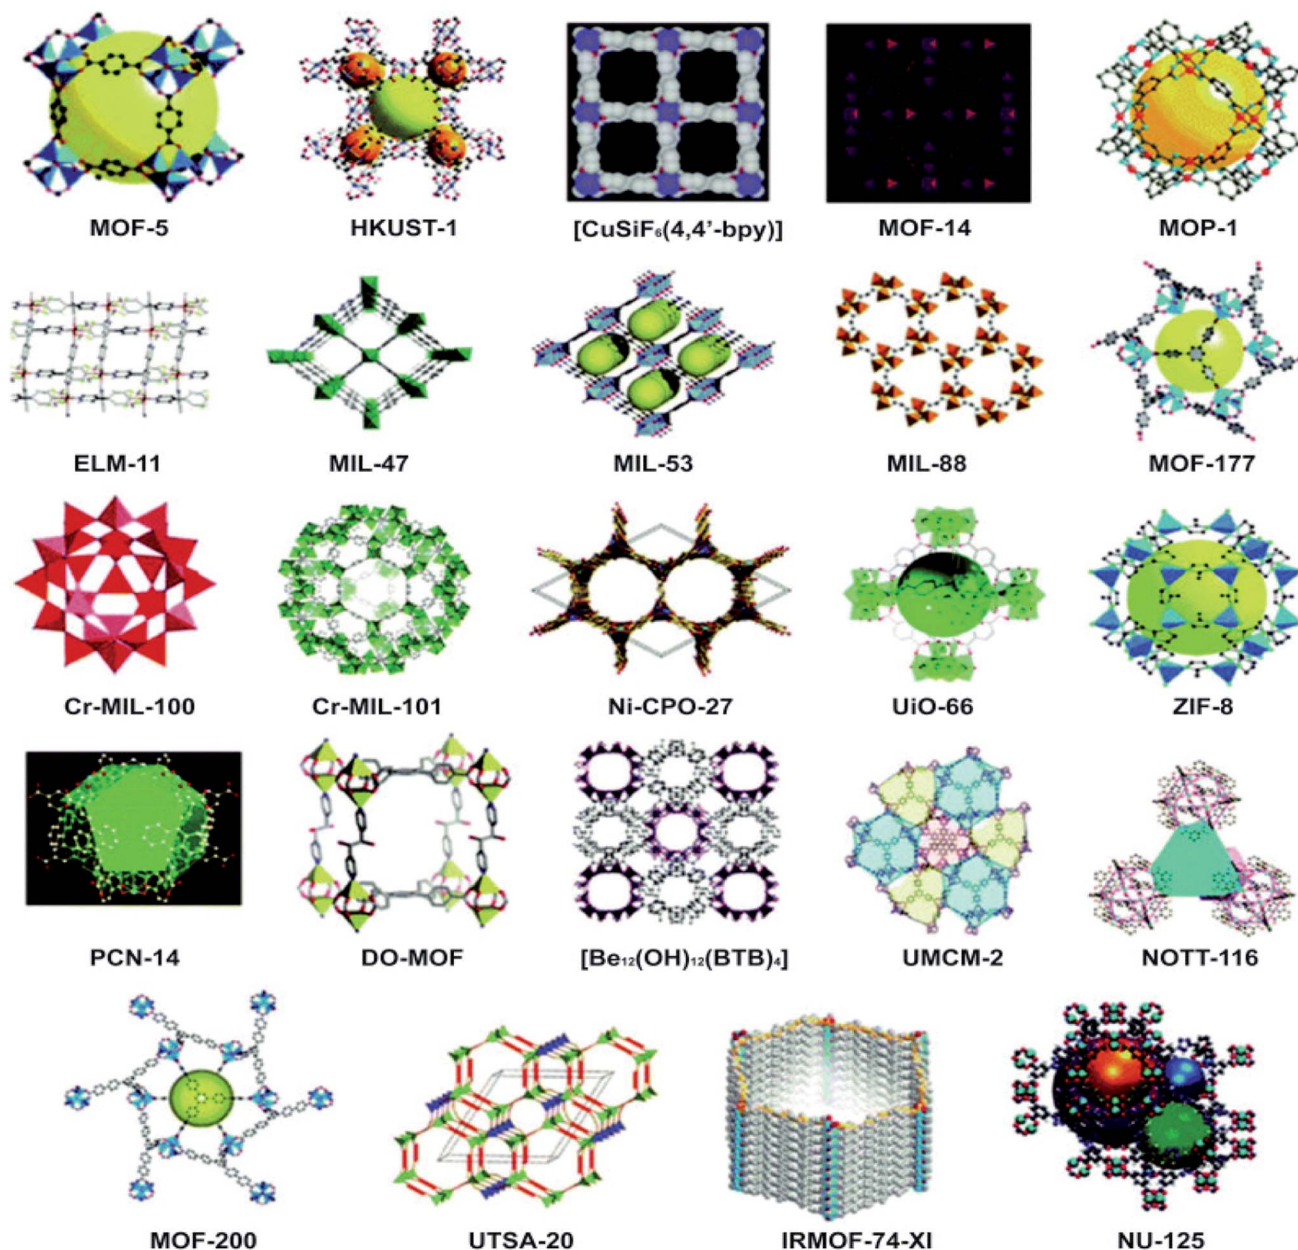 MOF-5
HKUST-1
[CuSiF₆(4,4'-bpy)]
MOF-14
MOP-1
ELM-11
MIL-47
MIL-53
MIL-88
MOF-177
Cr-MIL-100
Cr-MIL-101
Ni-CPO-27
UiO-66
ZIF-8
PCN-14
DO-MOF
[Be₁₂(OH)₁₂(BTB)₄]
UMCM-2
NOTT-116
MOF-200
UTSA-20
IRMOF-74-XI
NU-125